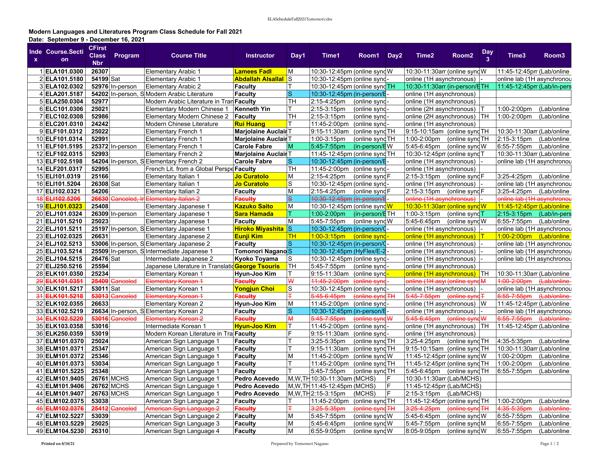 ELASchedule/Fall2021/Tomonori.xlsx
Modern Languages and Literatures Program Class Schedule for Fall 2021
Date: September 9 - December 16, 2021
Index Course.Section CFirst Class Nbr Program Course Title Instructor Day1 Time1 Room1 Day2 Time2 Room2 Day 3 Time3 Room3
1 ELA101.0300 26307 Elementary Arabic 1 Lamees Fadl M 10:30-12:45pm (online sync W 10:30-11:30am (online sync W 11:45-12:45pm (Lab/online
2 ELA101.5180 54199 Sat Elementary Arabic 1 Abdallah Alsallal S 10:30-12:45pm (online sync - online (1H asynchronous) - online lab (1H asynchronou
3 ELA102.0302 52976 In-person Elementary Arabic 2 Faculty T 10:30-12:45pm (online sync TH 10:30-11:30am (in-person/E TH 11:45-12:45pm (Lab/in-pers
4 ELA201.5187 54202 In-person, S Modern Arabic Literature Faculty S 10:30-12:45pm (in-person/E - online (1H asynchronous)
5 ELA250.0304 52977 Modern Arabic Literature in Tran Faculty TH 2:15-4:25pm (online sync - online (1H asynchronous)
6 ELC101.0306 25021 Elementary Modern Chinese 1 Kenneth Yin T 2:15-3:15pm (online sync - online (2H asynchronous) T 1:00-2:00pm (Lab/online
7 ELC102.0308 52986 Elementary Modern Chinese 2 Faculty TH 2:15-3:15pm (online sync - online (2H asynchronous) TH 1:00-2:00pm (Lab/online
8 ELC201.0310 24242 Modern Chinese Literature Rui Huang T 11:45-2:00pm (online sync - online (1H asynchronous)
9 ELF101.0312 25022 Elementary French 1 Marjolaine Auclair T 9:15-11:30am (online sync TH 9:15-10:15am (online sync TH 10:30-11:30am (Lab/online
10 ELF101.0314 52991 Elementary French 1 Marjolaine Auclair T 1:00-3:15pm (online sync TH 1:00-2:00pm (online sync TH 2:15-3:15pm (Lab/online
11 ELF101.5195 25372 In-person Elementary French 1 Carole Fabre M 5:45-7:55pm (in-person/E W 5:45-6:45pm (online sync W 6:55-7:55pm (Lab/online
12 ELF102.0315 52993 Elementary French 2 Marjolaine Auclair T 11:45-2:00pm (online sync W 10:30-12:45pm (online sync T 10:30-11:30am (Lab/online
13 ELF102.5198 54204 In-person, S Elementary French 2 Carole Fabre S 10:30-12:45pm (in-person/E - online (1H asynchronous) - online lab (1H asynchronou
14 ELF201.0317 52995 French Lit. from a Global Perspe Faculty TH 11:45-2:00pm (online sync - online (1H asynchronous)
15 ELI101.0319 25166 Elementary Italian 1 Jo Curatolo M 2:15-4:25pm (online sync F 2:15-3:15pm (online sync F 3:25-4:25pm (Lab/online
16 ELI101.5204 26308 Sat Elementary Italian 1 Jo Curatolo S 10:30-12:45pm (online sync - online (1H asynchronous) - online lab (1H asynchronou
17 ELI102.0321 54206 Elementary Italian 2 Jo Curatolo M 2:15-4:25pm (online sync F 2:15-3:15pm (online sync F 3:25-4:25pm (Lab/online
18 ELI102.5206 26630 Canceled, In Elementary Italian 2 Faculty S 10:30-12:45pm (in-person/E - online (1H asynchronous) - online lab (1H asynchronou
19 ELJ101.0323 25408 Elementary Japanese 1 Kazuko Saito M 10:30-12:45pm (online sync W 10:30-11:30am (online sync W 11:45-12:45pm (Lab/online
20 ELJ101.0324 26309 In-person Elementary Japanese 1 Sara Hamada T 1:00-2:00pm (in-person/E TH 1:00-3:15pm (online sync T 2:15-3:15pm (Lab/in-person
21 ELJ101.5210 25023 Elementary Japanese 1 Faculty M 5:45-7:55pm (online sync W 5:45-6:45pm (online sync W 6:55-7:55pm (Lab/online
22 ELJ101.5211 25197 In-person, S Elementary Japanese 1 Hiroko Miyashita S 10:30-12:45pm (in-person/E - online (1H asynchronous) - online lab (1H asynchronou
23 ELJ102.0325 26631 Elementary Japanese 2 Eunji Kim TH 1:00-3:15pm (online sync - online (1H asynchronous) T 1:00-2:00pm (Lab/online
24 ELJ102.5212 53006 In-person, S Elementary Japanese 2 Faculty S 10:30-12:45pm (in-person/E - online (1H asynchronous) - online lab (1H asynchronou
25 ELJ103.5214 25509 In-person, S Intermediate Japanese 1 Tomonori Nagano S 10:30-12:45pm (HyFlex/E-2 - online (1H asynchronous) - online lab (1H asynchronou
26 ELJ104.5215 26476 Sat Intermediate Japanese 2 Kyoko Toyama S 10:30-12:45pm (online sync - online (1H asynchronous) - online lab (1H asynchronou
27 ELJ250.5216 25594 Japanese Literature in Translatio George Tsouris TH 5:45-7:55pm (online sync - online (1H asynchronous)
28 ELK101.0350 25234 Elementary Korean 1 Hyun-Joo Kim T 9:15-11:30am (online sync - online (1H asynchronous) TH 10:30-11:30am (Lab/online
29 ELK101.0351 25409 Canceled Elementary Korean 1 Faculty W 11:45-2:00pm (online sync - online (1H asynchronous) M 1:00-2:00pm (Lab/online
30 ELK101.5217 53011 Sat Elementary Korean 1 Yongjun Choi S 10:30-12:45pm (online sync - online (1H asynchronous) - online lab (1H asynchronou
31 ELK101.5218 53013 Canceled Elementary Korean 1 Faculty T 5:45-6:45pm (online sync TH 5:45-7:55pm (online sync T 6:55-7:55pm (Lab/online
32 ELK102.0355 26633 Elementary Korean 2 Hyun-Joo Kim M 10:30-12:45pm (online sync - online (1H asynchronous) W 11:45-12:45pm (Lab/online
33 ELK102.5219 26634 In-person, S Elementary Korean 2 Faculty S 10:30-12:45pm (in-person/E - online (1H asynchronous) - online lab (1H asynchronou
34 ELK102.5220 53016 Canceled Elementary Korean 2 Faculty M 5:45-7:55pm (online sync W 5:45-6:45pm (online sync W 6:55-7:55pm (Lab/online
35 ELK103.0358 53016 Intermediate Korean 1 Hyun-Joo Kim T 11:45-2:00pm (online sync - online (1H asynchronous) TH 11:45-12:45pm (Lab/online
36 ELK250.0359 53019 Modern Korean Literature in Tra Faculty F 9:15-11:30am (online sync - online (1H asynchronous)
37 ELM101.0370 25024 American Sign Language 1 Faculty T 3:25-5:35pm (online sync TH 3:25-4:25pm (online sync TH 4:35-5:35pm (Lab/online
38 ELM101.0371 25347 American Sign Language 1 Faculty T 9:15-11:30am (online sync TH 9:15-10:15am (online sync TH 10:30-11:30am (Lab/online
39 ELM101.0372 25346 American Sign Language 1 Faculty M 11:45-2:00pm (online sync W 11:45-12:45pm (online sync W 1:00-2:00pm (Lab/online
40 ELM101.0373 53034 American Sign Language 1 Faculty T 11:45-2:00pm (online sync TH 11:45-12:45pm (online sync TH 1:00-2:00pm (Lab/online
41 ELM101.5225 25348 American Sign Language 1 Faculty T 5:45-7:55pm (online sync TH 5:45-6:45pm (online sync TH 6:55-7:55pm (Lab/online
42 ELM101.9405 26761 MCHS American Sign Language 1 Pedro Acevedo M,W,TH 10:30-11:30am (MCHS) F 10:30-11:30am (Lab/MCHS)
43 ELM101.9406 26762 MCHS American Sign Language 1 Pedro Acevedo M,W,TH 11:45-12:45pm (MCHS) F 11:45-12:45pm (Lab/MCHS)
44 ELM101.9407 26763 MCHS American Sign Language 1 Pedro Acevedo M,W,TH 2:15-3:15pm (MCHS) F 2:15-3:15pm (Lab/MCHS)
45 ELM102.0375 53038 American Sign Language 2 Faculty T 11:45-2:00pm (online sync TH 11:45-12:45pm (online sync TH 1:00-2:00pm (Lab/online
46 ELM102.0376 25412 Canceled American Sign Language 2 Faculty T 3:25-5:35pm (online sync TH 3:25-4:25pm (online sync TH 4:35-5:35pm (Lab/online
47 ELM102.5227 53039 American Sign Language 2 Faculty M 5:45-7:55pm (online sync W 5:45-6:45pm (online sync W 6:55-7:55pm (Lab/online
48 ELM103.5229 25025 American Sign Language 3 Faculty M 5:45-6:45pm (online sync W 5:45-7:55pm (online sync M 6:55-7:55pm (Lab/online
49 ELM104.5230 26310 American Sign Language 4 Faculty M 6:55-9:05pm (online sync W 8:05-9:05pm (online sync W 6:55-7:55pm (Lab/online
Printed on 8/30/21
Prepared by Tomonori Nagano
Page 1 / 2